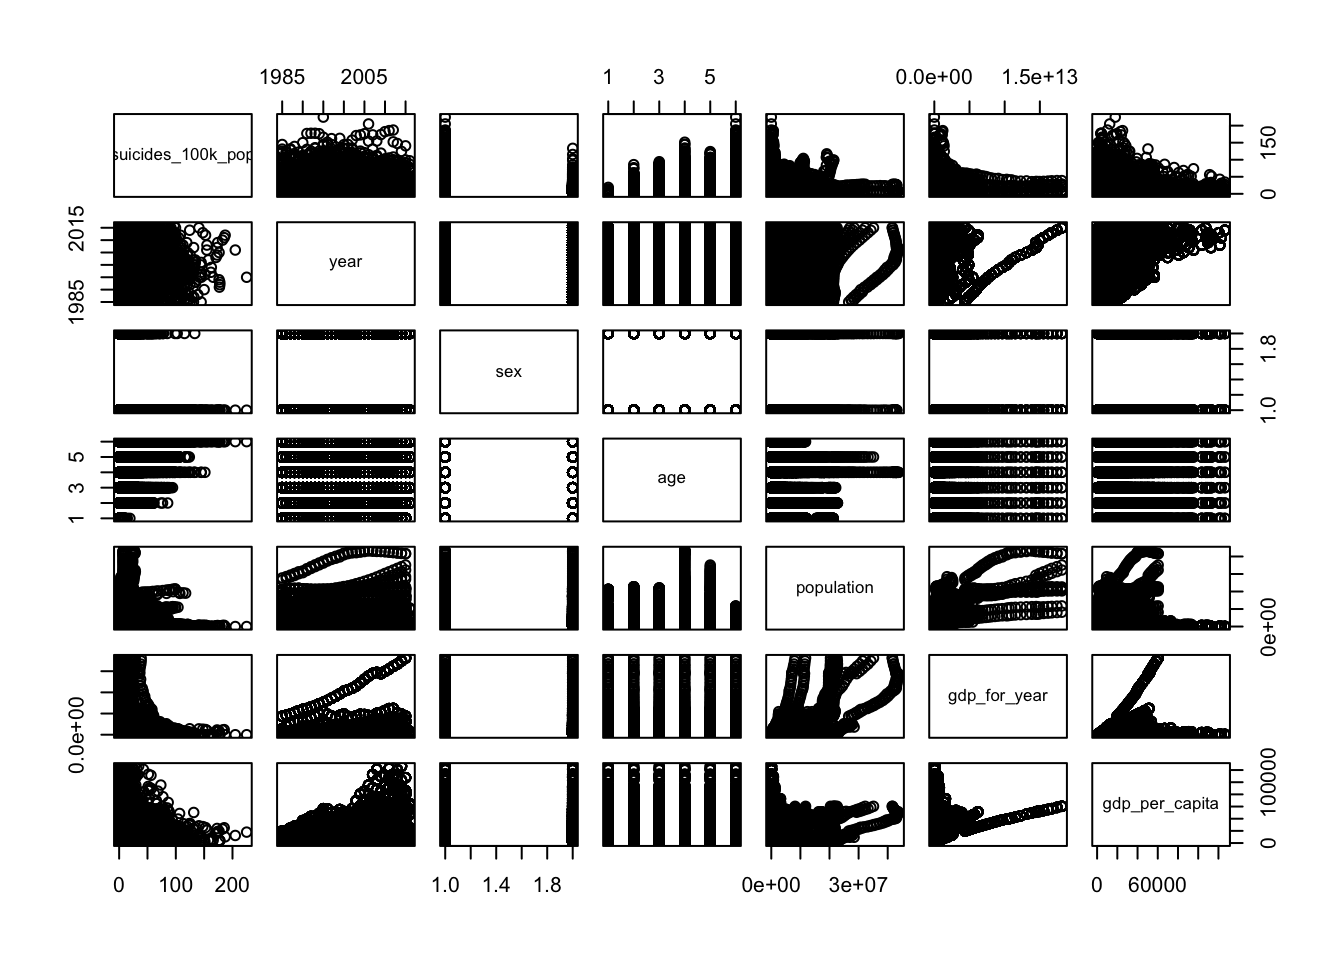 1985 2005 1 3 5 0.0e+00 1.5e+13
suicides_100k_pop
0 150
1985 2015
year
sex
1.0 1.8
1 3 5
age
population
0e+00
0.0e+00
gdp_for_year
gdp_per_capita
0 100000
0 100 200 1.0 1.4 1.8 0e+00 3e+07 0 60000